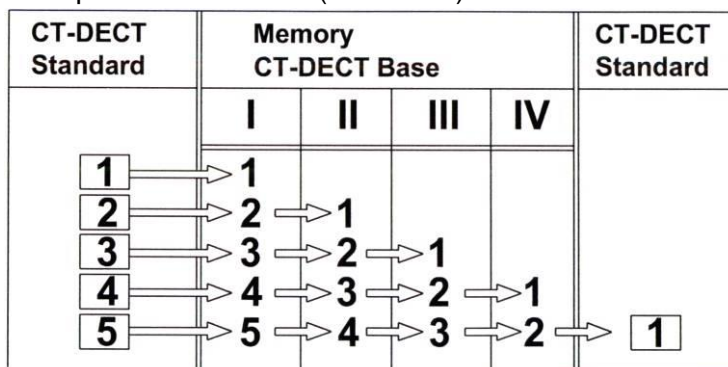 CT-DECT Standard Memory CT-DECT Base CT-DECT Standard
I II III IV
1 1
2 2 1
3 3 2 1
4 4 3 2 1
5 5 4 3 2 1